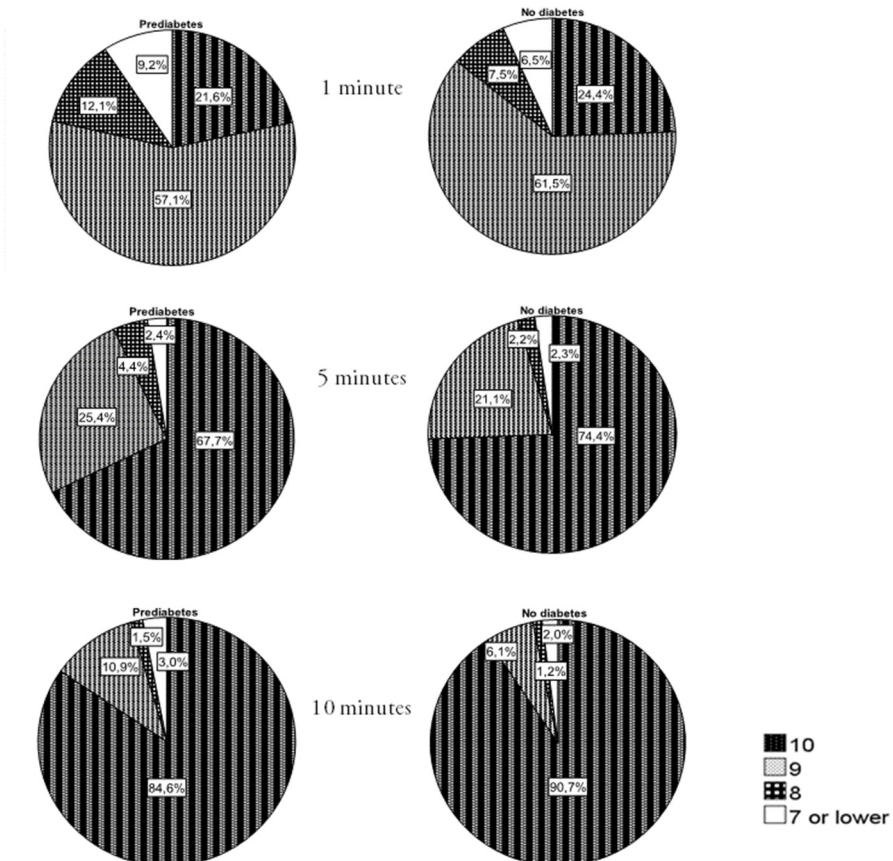 Prediabetes
9,2%
21,6%
12,1%
57,1%
1 minute
No diabetes
6,5%
7,5%
24,4%
61,5%
Prediabetes
2,4%
4,4%
25,4%
67,7%
5 minutes
No diabetes
2,2%
2,3%
21,1%
74,4%
Prediabetes
1,5%
3,0%
10,9%
84,6%
10 minutes
No diabetes
2,0%
6,1%
1,2%
90,7%
10
9
8
7 or lower